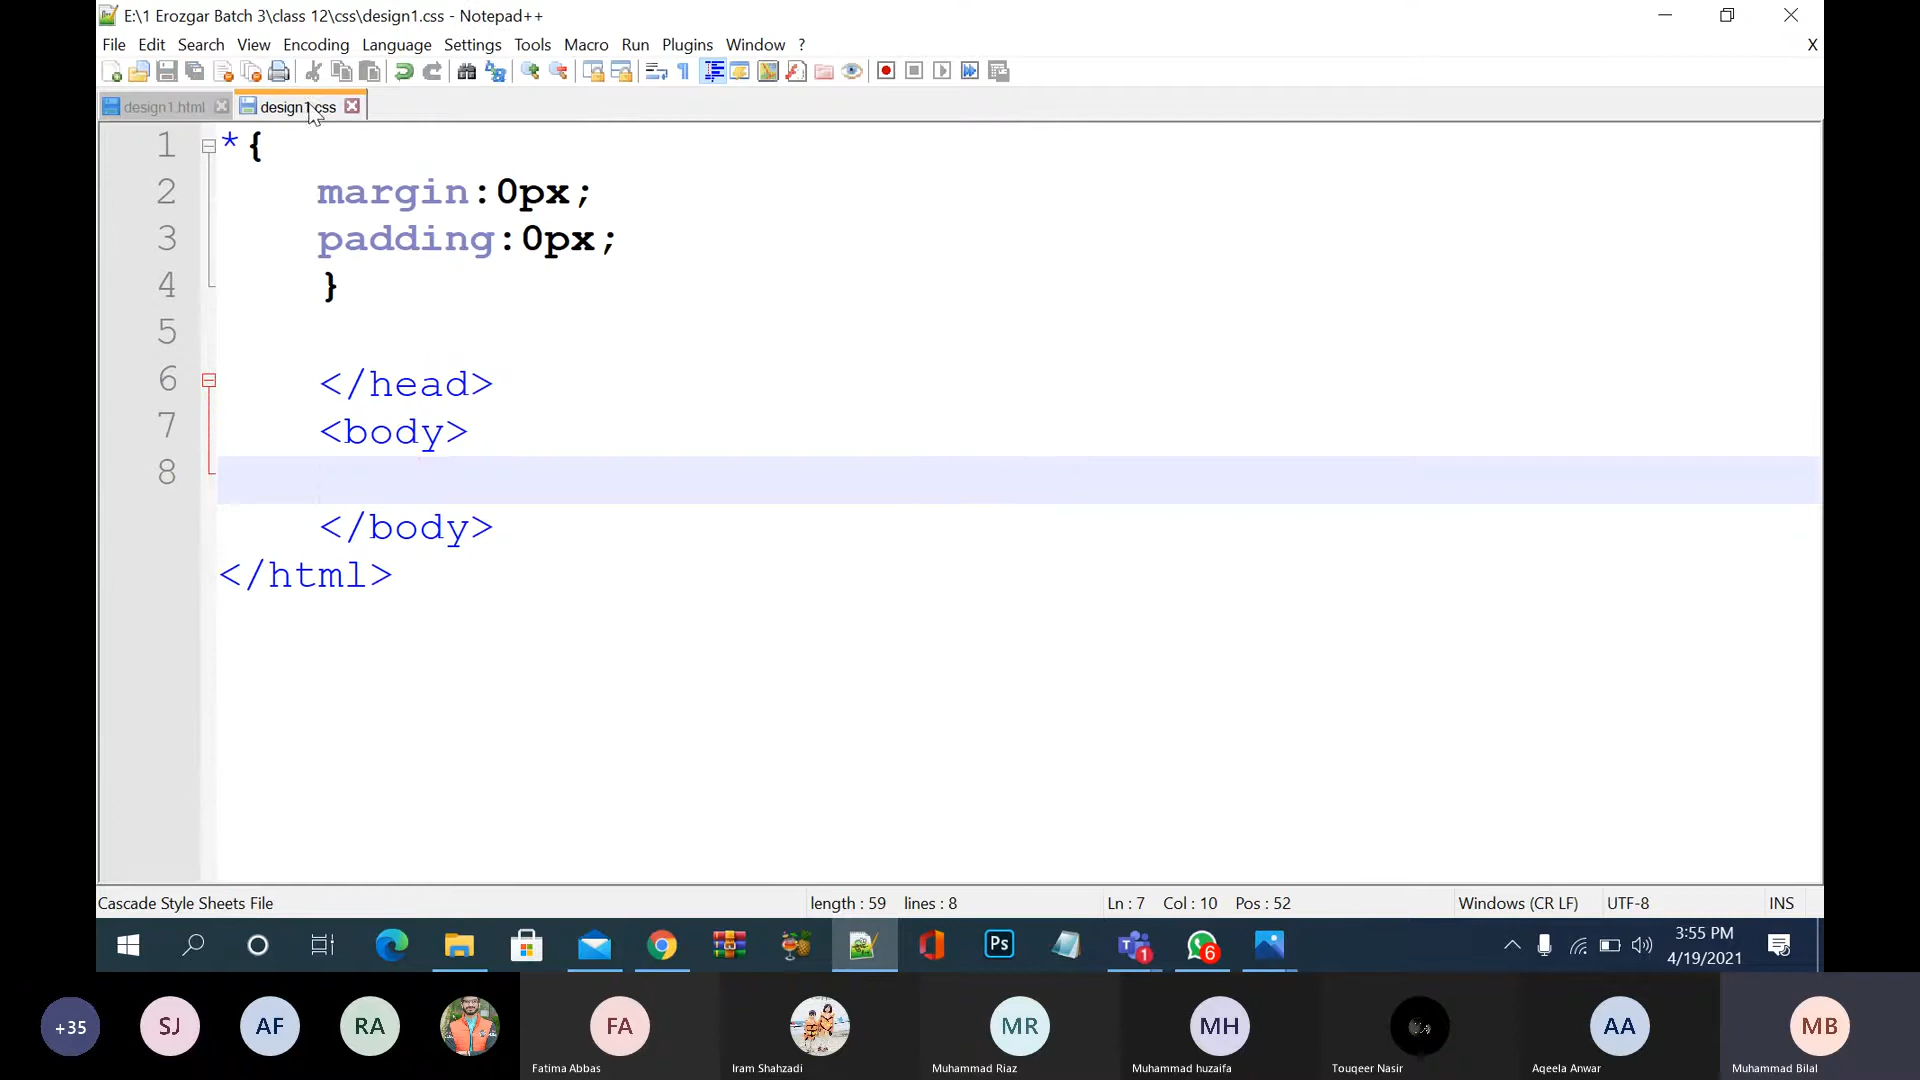 E:\1 Erozgar Batch 3\class 12\css\design1.css - Notepad++
File Edit Search View Encoding Language Settings Tools Macro Run Plugins Window ? X
design1.html design1.css
1 *{
2 margin:0px;
3 padding:0px;
4 }
5
6 </head>
7 <body>
8
</body>
</html>
Cascade Style Sheets File length : 59 lines : 8 Ln : 7 Col : 10 Pos : 52 Windows (CR LF) UTF-8 INS
Ps 1 6 3:55 PM
4/19/2021
+35 SJ AF RA FA MR MH AA MB
Fatima Abbas Iram Shahzadi Muhammad Riaz Muhammad huzaifa Touqeer Nasir Aqeela Anwar Muhammad Bilal